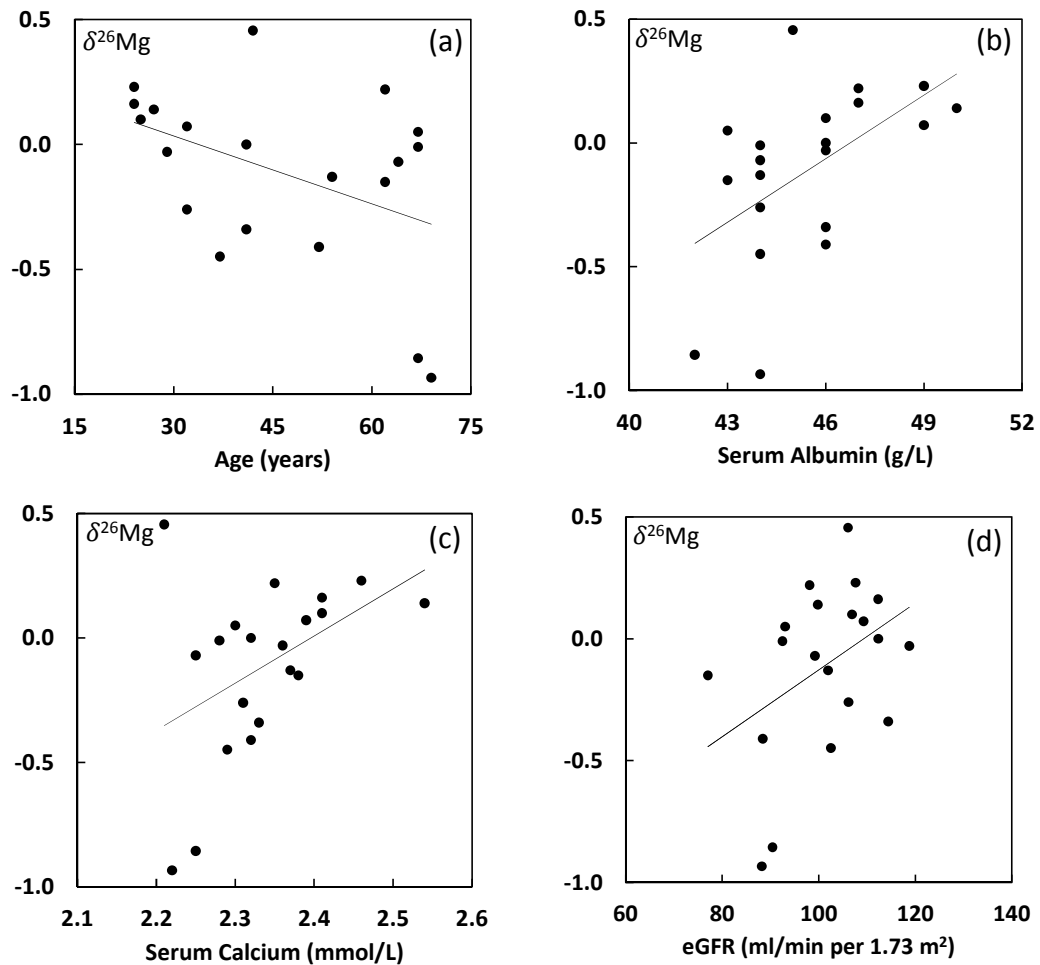 0.5
δ²⁶Mg
(a)
0.0
-0.5
-1.0
15 30 45 60 75
Age (years)
0.5
δ²⁶Mg
(b)
0.0
-0.5
-1.0
40 43 46 49 52
Serum Albumin (g/L)
0.5
δ²⁶Mg
(c)
0.0
-0.5
-1.0
2.1 2.2 2.3 2.4 2.5 2.6
Serum Calcium (mmol/L)
0.5
δ²⁶Mg
(d)
0.0
-0.5
-1.0
60 80 100 120 140
eGFR (ml/min per 1.73 m²)